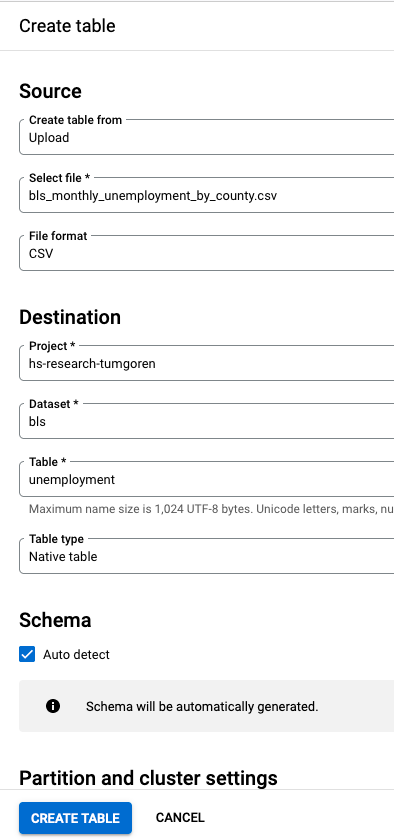 Create table
Source
Create table from
Upload
Select file *
bls_monthly_unemployment_by_county.csv
File format
CSV
Destination
Project *
hs-research-tumgoren
Dataset *
bls
Table *
unemployment
Maximum name size is 1,024 UTF-8 bytes. Unicode letters, marks, nu
Table type
Native table
Schema
Auto detect
Schema will be automatically generated.
Partition and cluster settings
CREATE TABLE CANCEL